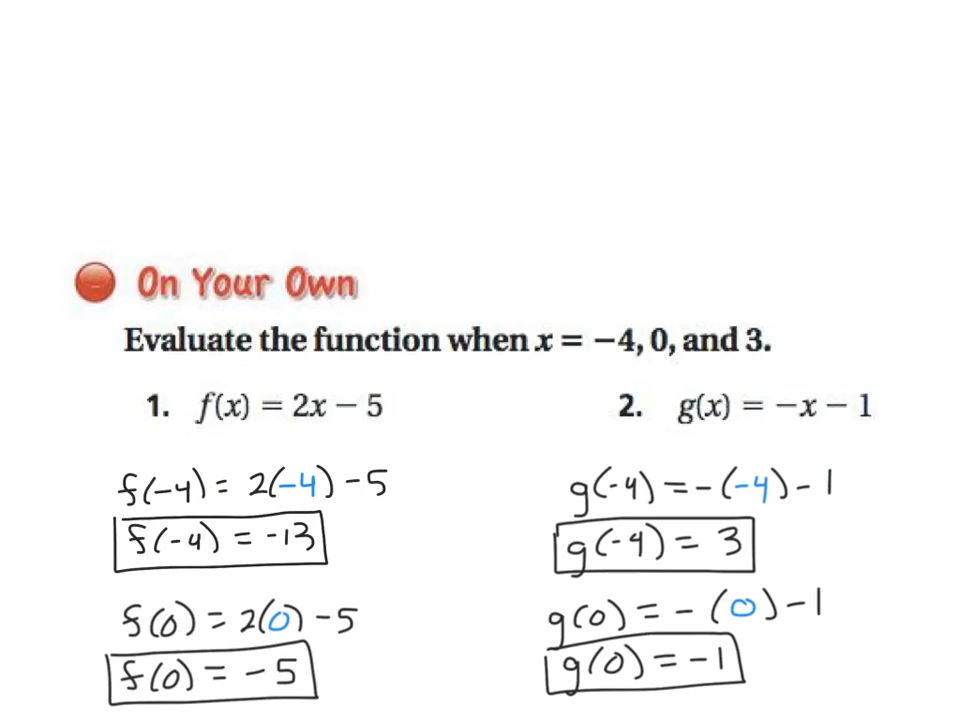 On Your Own
Evaluate the function when x = −4, 0, and 3.
1. f(x) = 2x − 5
2. g(x) = −x − 1
f(-4) = 2(-4) - 5
f(-4) = -13
f(0) = 2(0) - 5
f(0) = -5
g(-4) = -(-4) - 1
g(-4) = 3
g(0) = -(0) - 1
g(0) = -1